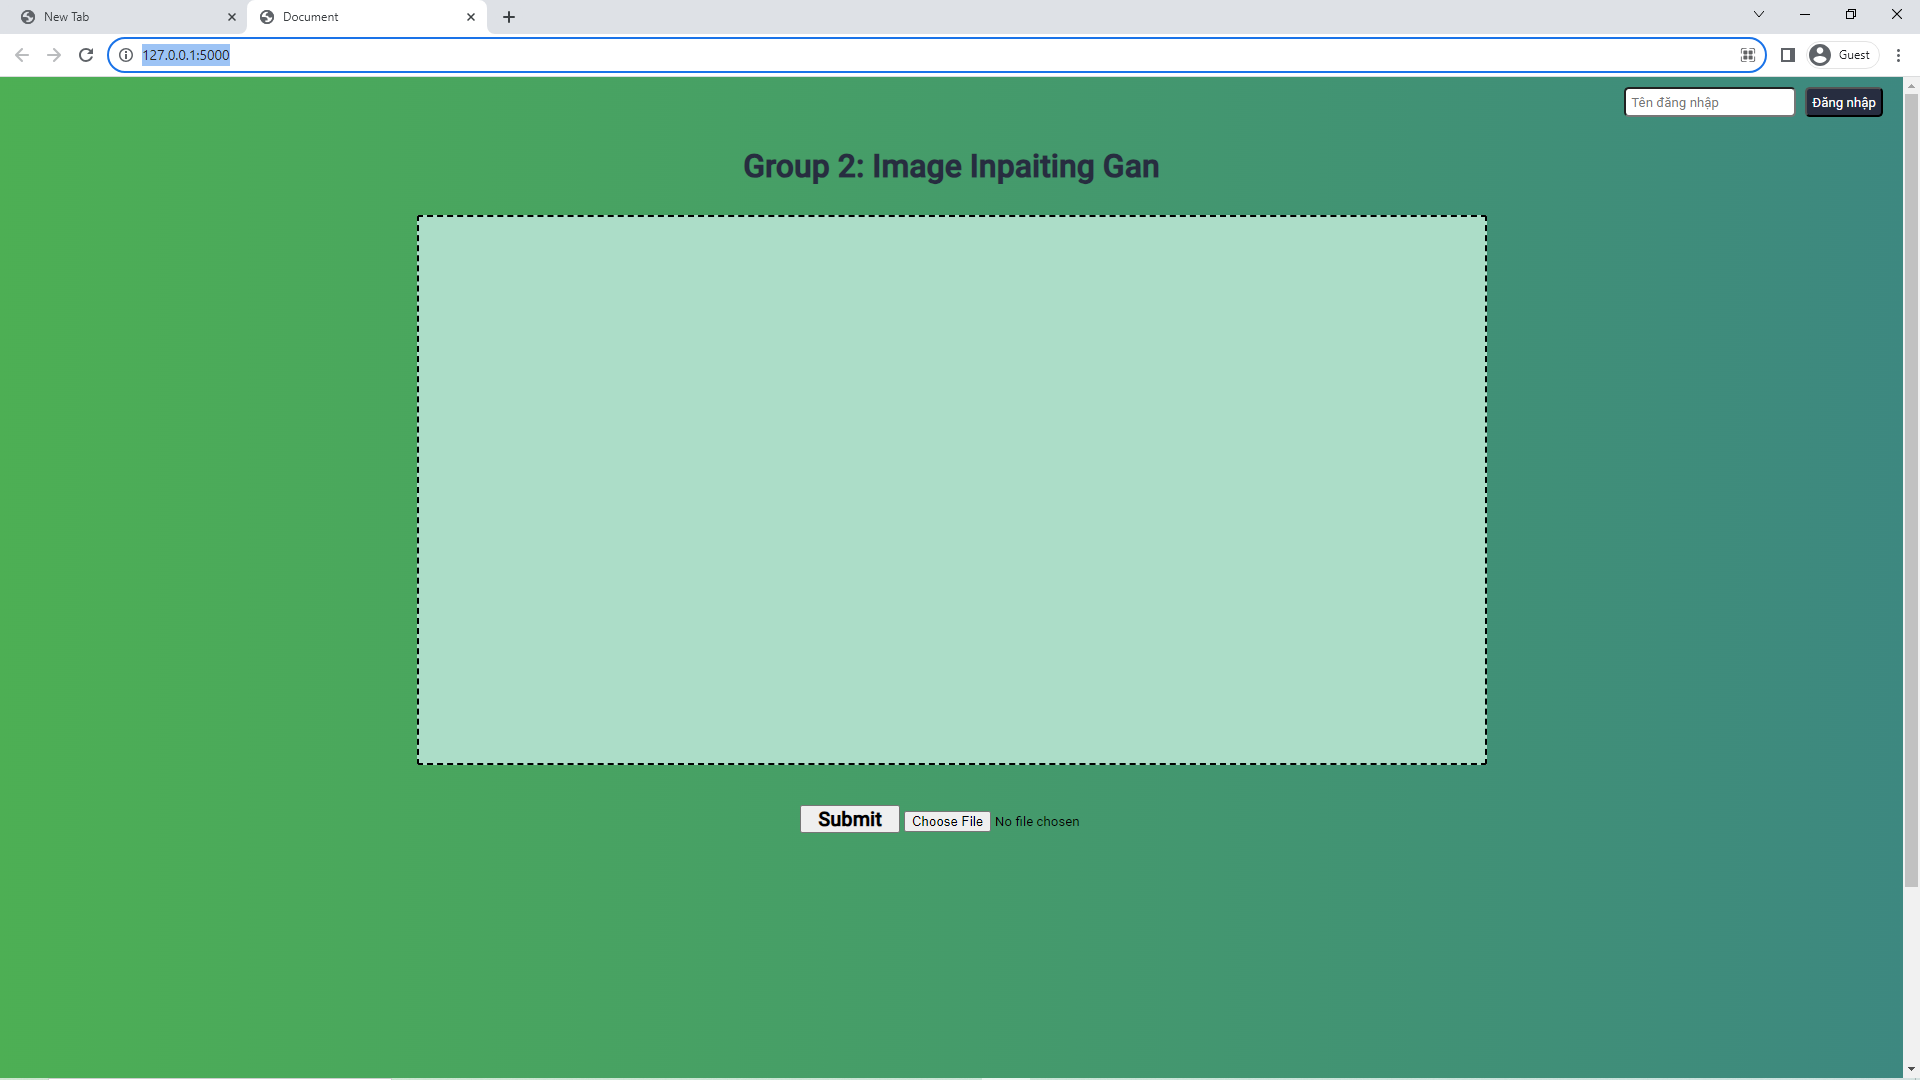 New Tab
Document
127.0.0.1:5000
Guest
Tên đăng nhập
Đăng nhập
Group 2: Image Inpaiting Gan
Submit
Choose File No file chosen